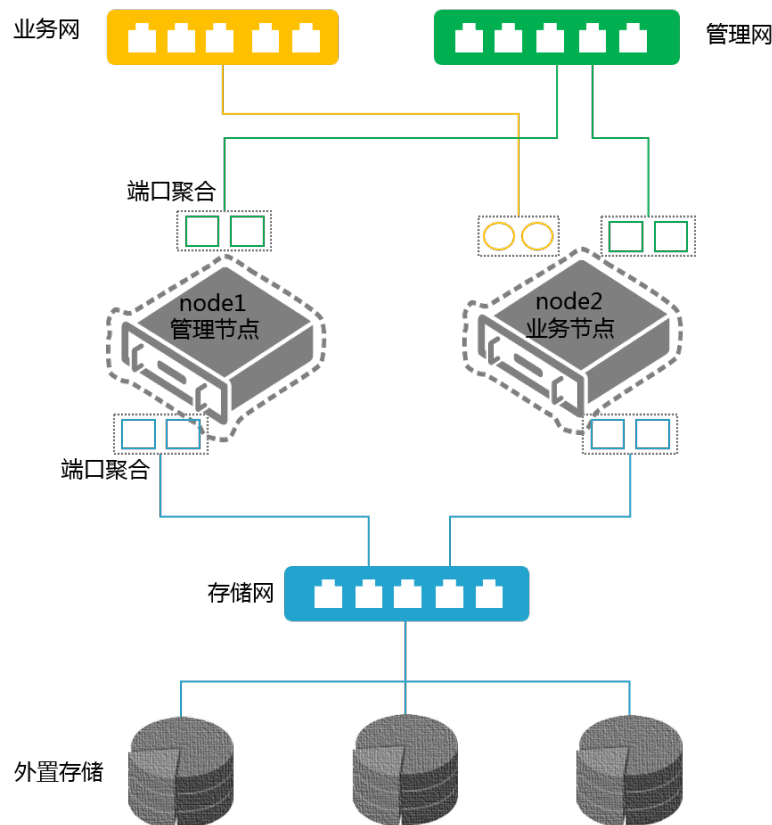 业务网
管理网
端口聚合
node1
管理节点
node2
业务节点
端口聚合
存储网
外置存储